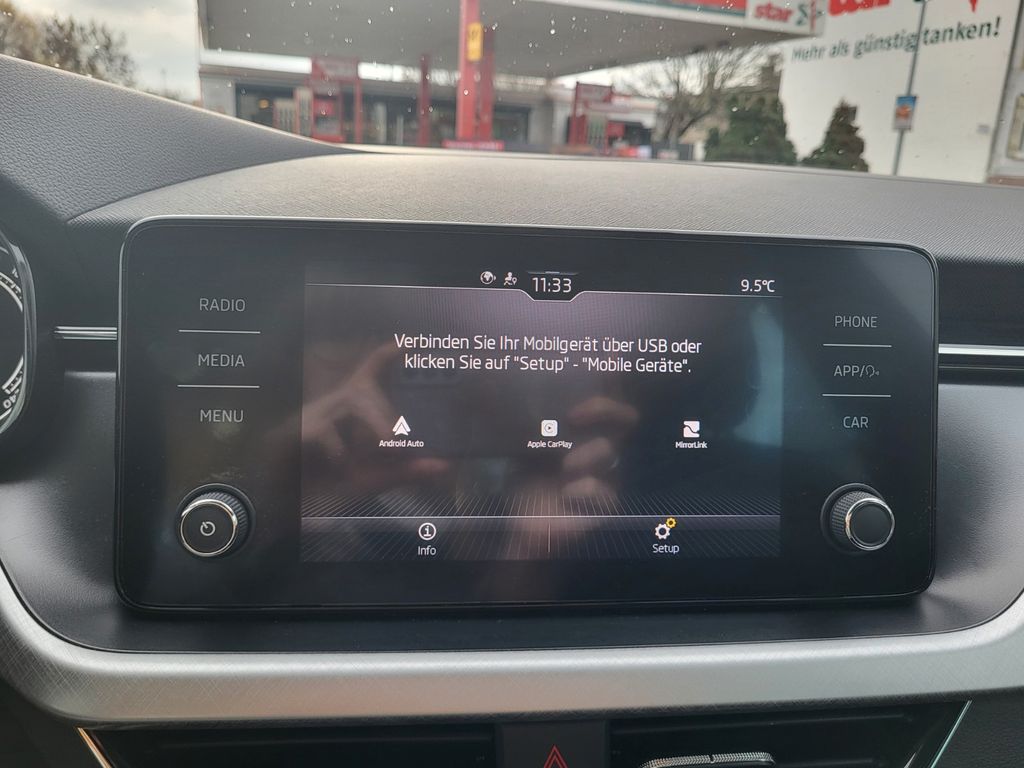 star
Mehr als günstig tanken!
11:33
9.5°C
RADIO
MEDIA
MENU
PHONE
APP/
CAR
Verbinden Sie Ihr Mobilgerät über USB oder
klicken Sie auf "Setup" - "Mobile Geräte".
Android Auto
Apple CarPlay
MirrorLink
Info
Setup